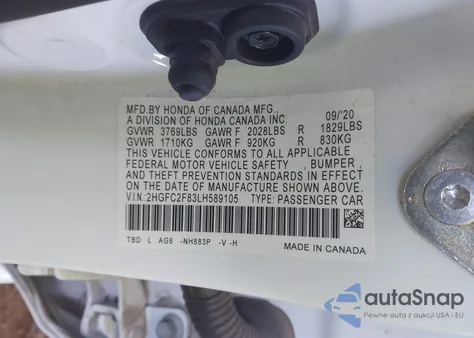 MFD.BY HONDA OF CANADA MFG.,
A DIVISION OF HONDA CANADA INC. 09/'20
GVWR 3769LBS GAWR F 2028LBS R 1829LBS
GVWR 1710KG GAWR F 920KG R 830KG
THIS VEHICLE CONFORMS TO ALL APPLICABLE
FEDERAL MOTOR VEHICLE SAFETY , BUMPER ,
AND THEFT PREVENTION STANDARDS IN EFFECT
ON THE DATE OF MANUFACTURE SHOWN ABOVE.
V.I.N: 2HGFC2F83LH589105 TYPE: PASSENGER CAR
TBD L AG6 -NH883P -V -H
MADE IN CANADA
autoSnap
Pewne auta z aukcji USA i EU